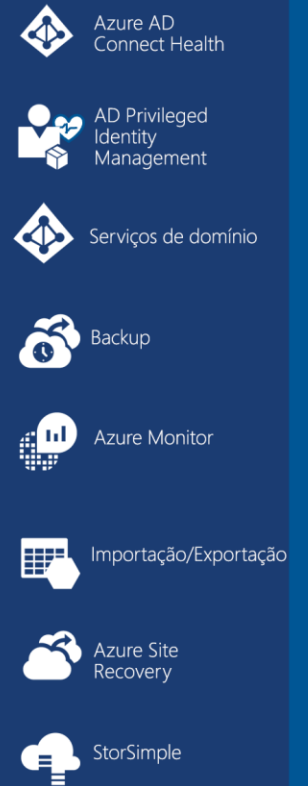 Azure AD
Connect Health
AD Privileged
Identity
Management
Serviços de domínio
Backup
Azure Monitor
Importação/Exportação
Azure Site
Recovery
StorSimple